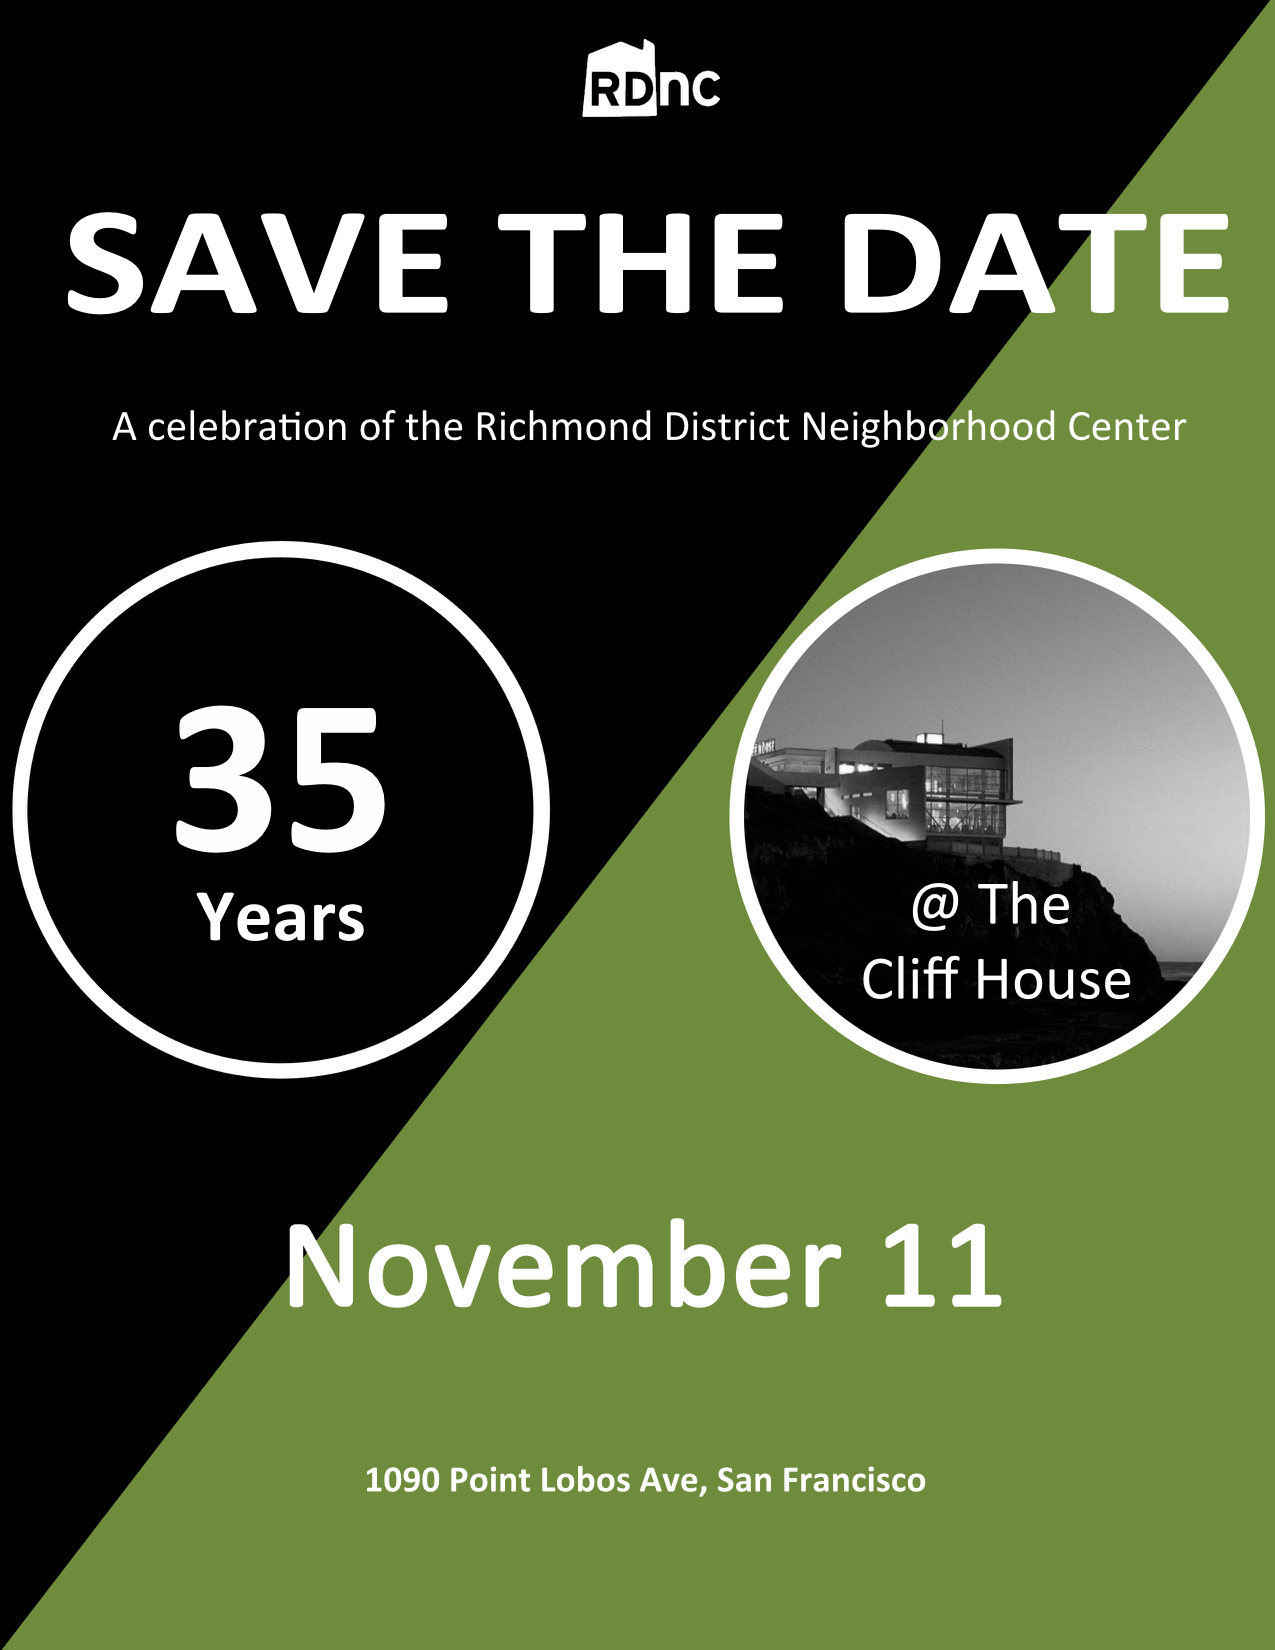 RDnc
SAVE THE DATE
A celebration of the Richmond District Neighborhood Center
35
Years
@ The
Cliff House
November 11
1090 Point Lobos Ave, San Francisco